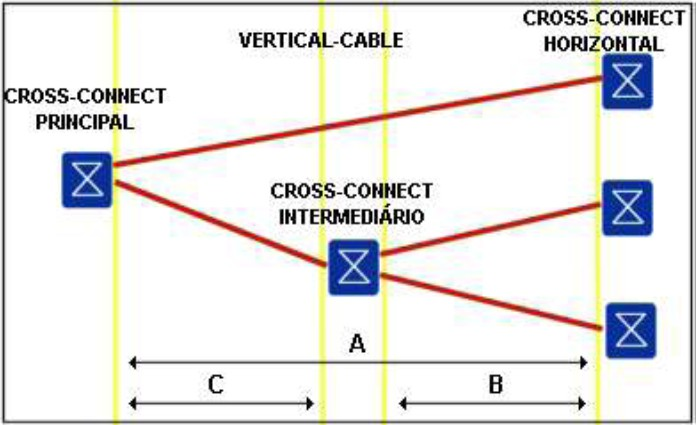 CROSS-CONNECT
HORIZONTAL
VERTICAL-CABLE
CROSS-CONNECT
PRINCIPAL
CROSS-CONNECT
INTERMEDIÁRIO
A
C
B